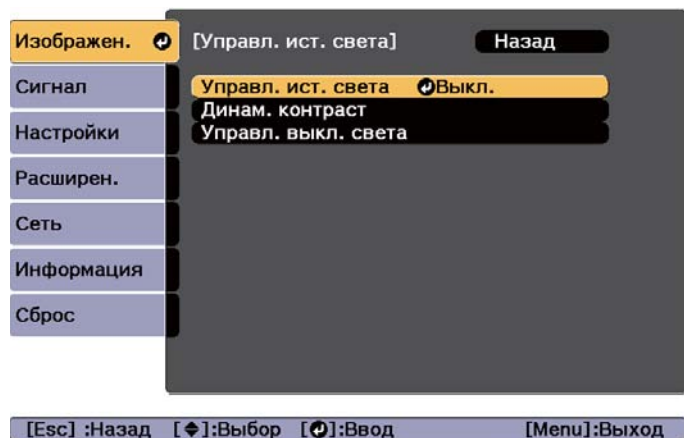 Изображен.
Сигнал
Настройки
Расширен.
Сеть
Информация
Сброс
[Управл. ист. света] Назад
Управл. ист. света Выкл.
Динам. контраст
Управл. выкл. света
[Esc] :Назад [◆]:Выбор [↵]:Ввод [Menu]:Выход